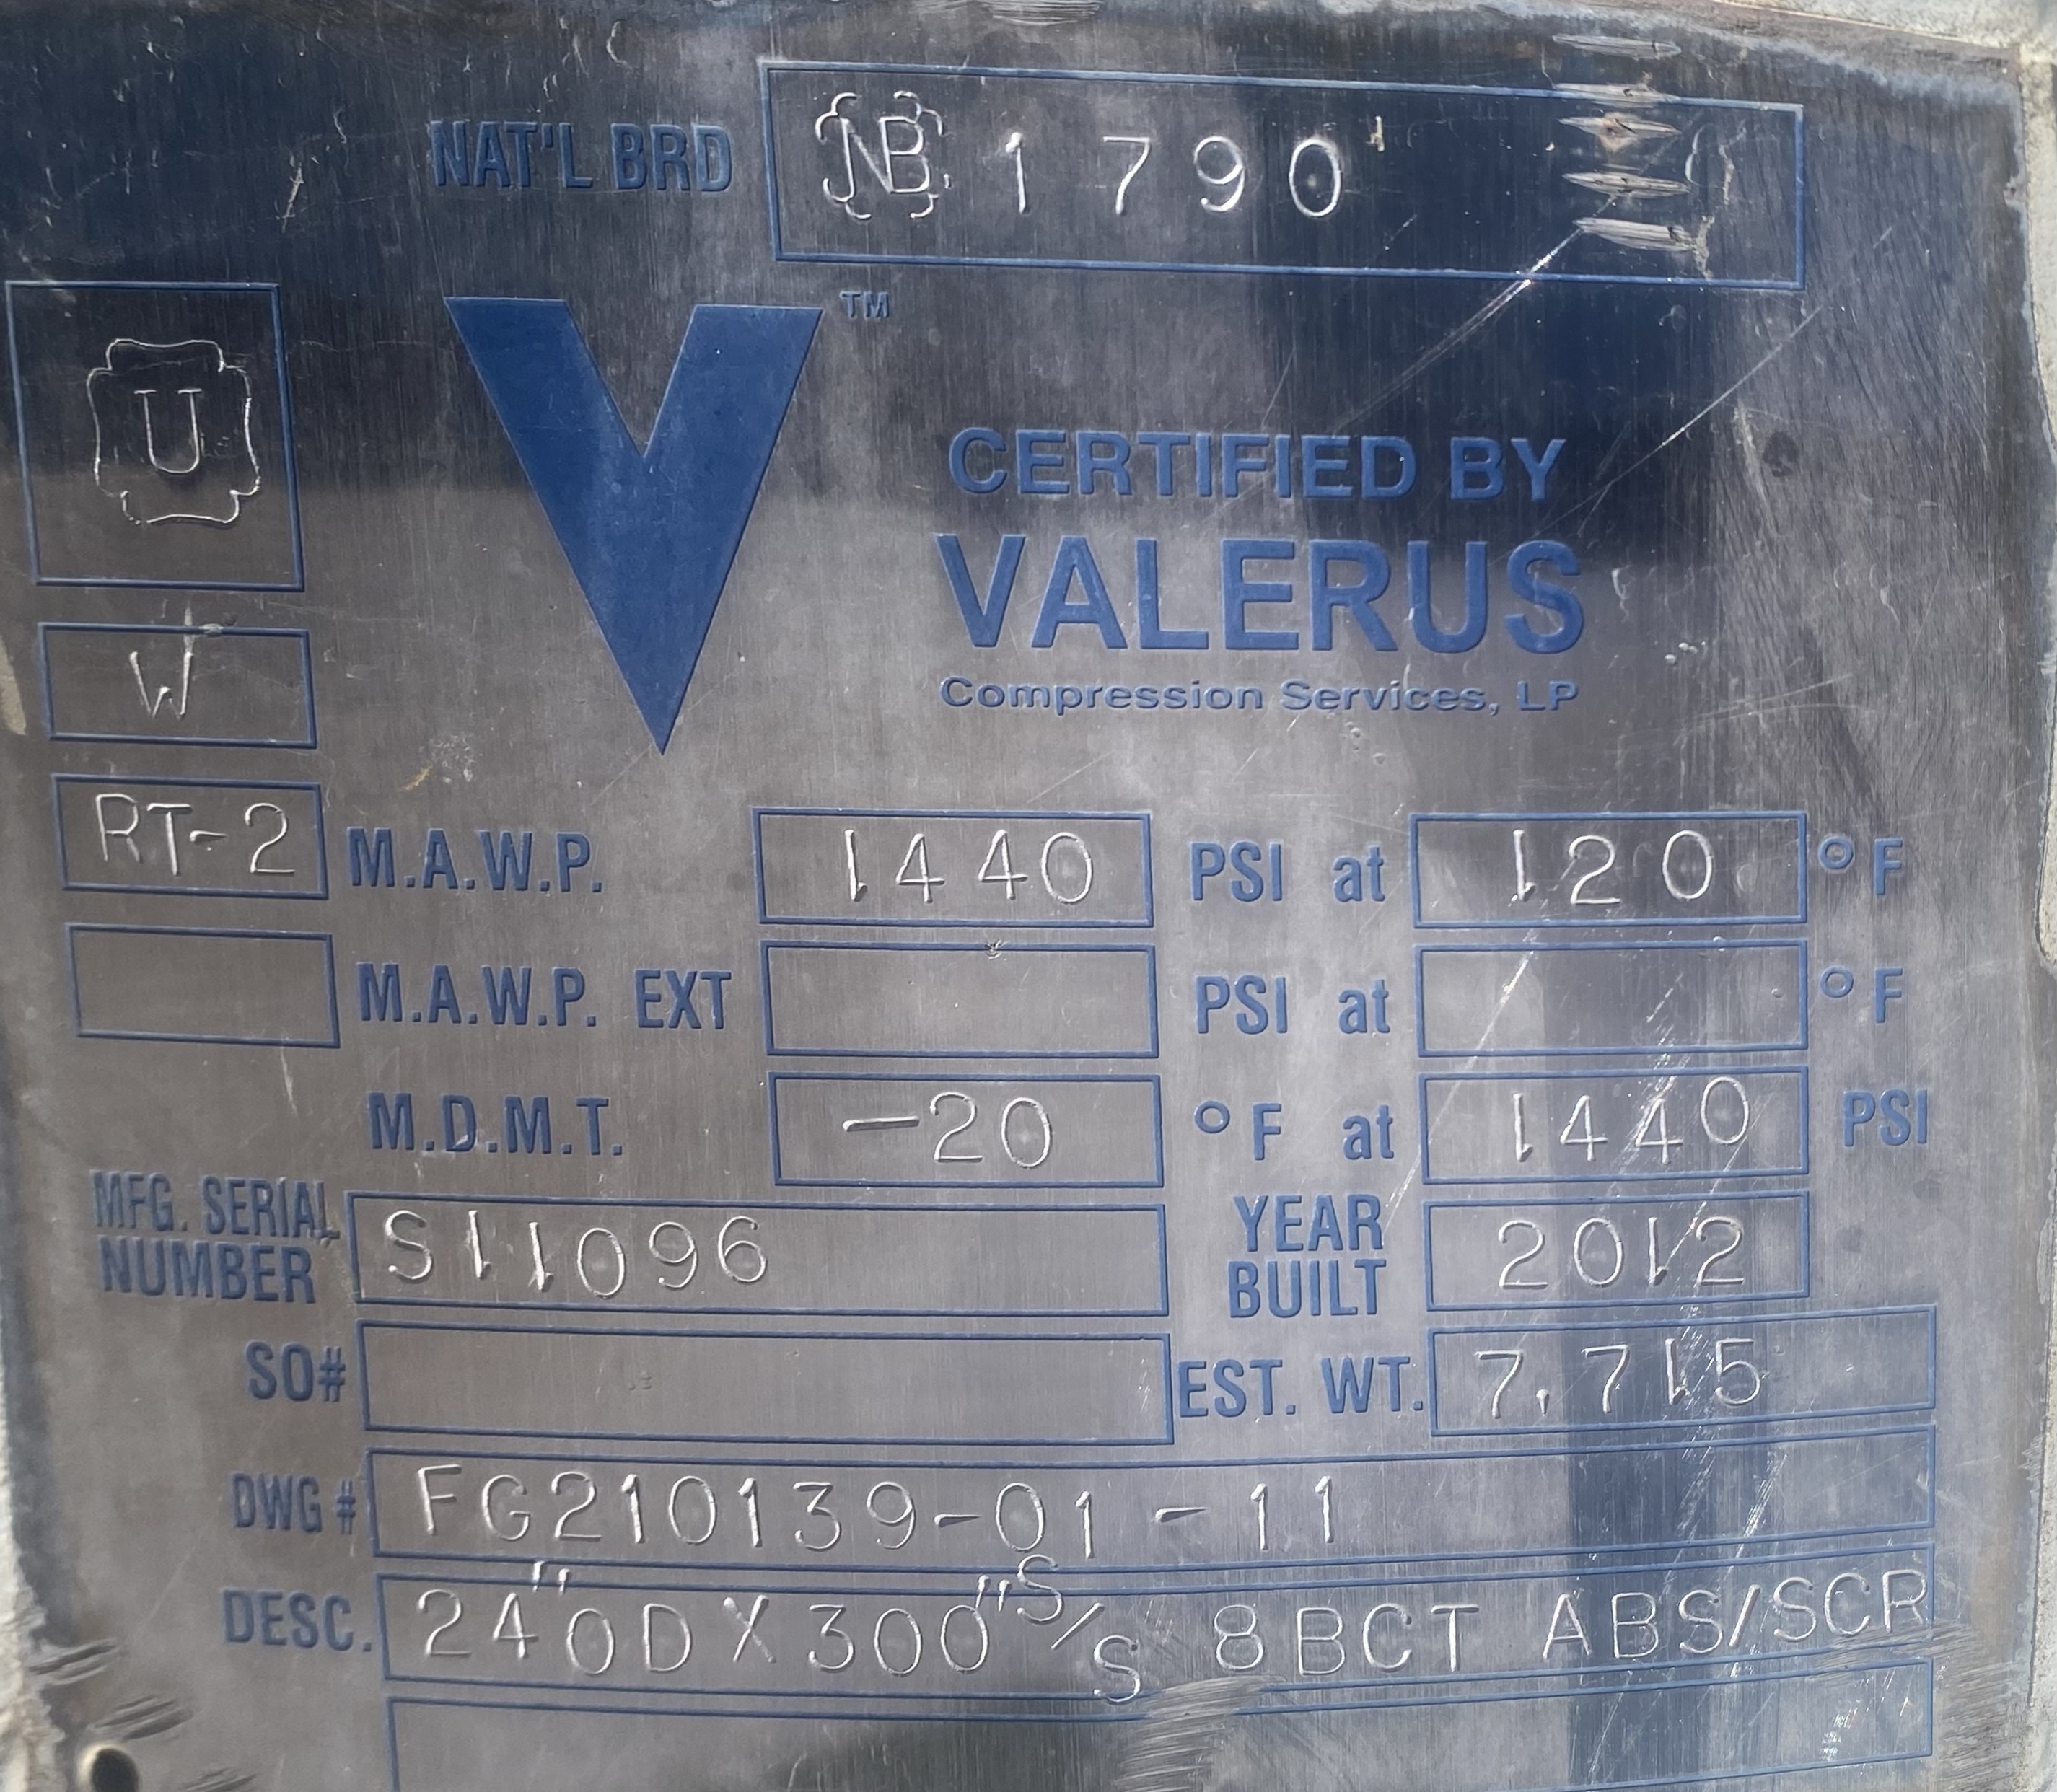 NAT'L BRD NB 1790
U
V™
CERTIFIED BY
VALERUS
Compression Services, LP
W
RT-2 M.A.W.P. 1440 PSI at 120 °F
M.A.W.P. EXT PSI at °F
M.D.M.T. -20 °F at 1440 PSI
MFG. SERIAL NUMBER S11096 YEAR BUILT 2012
SO# EST. WT. 7,715
DWG # FG210139-01-11
DESC. 24"OD X 300"S/S 8BCT ABS/SCR